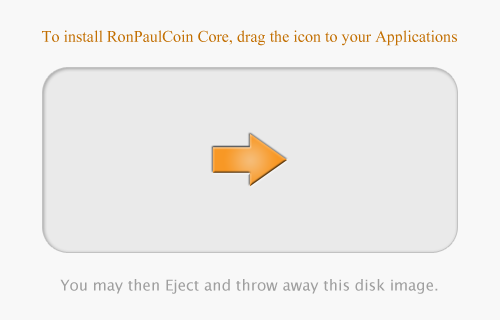 To install RonPaulCoin Core, drag the icon to your Applications
You may then Eject and throw away this disk image.